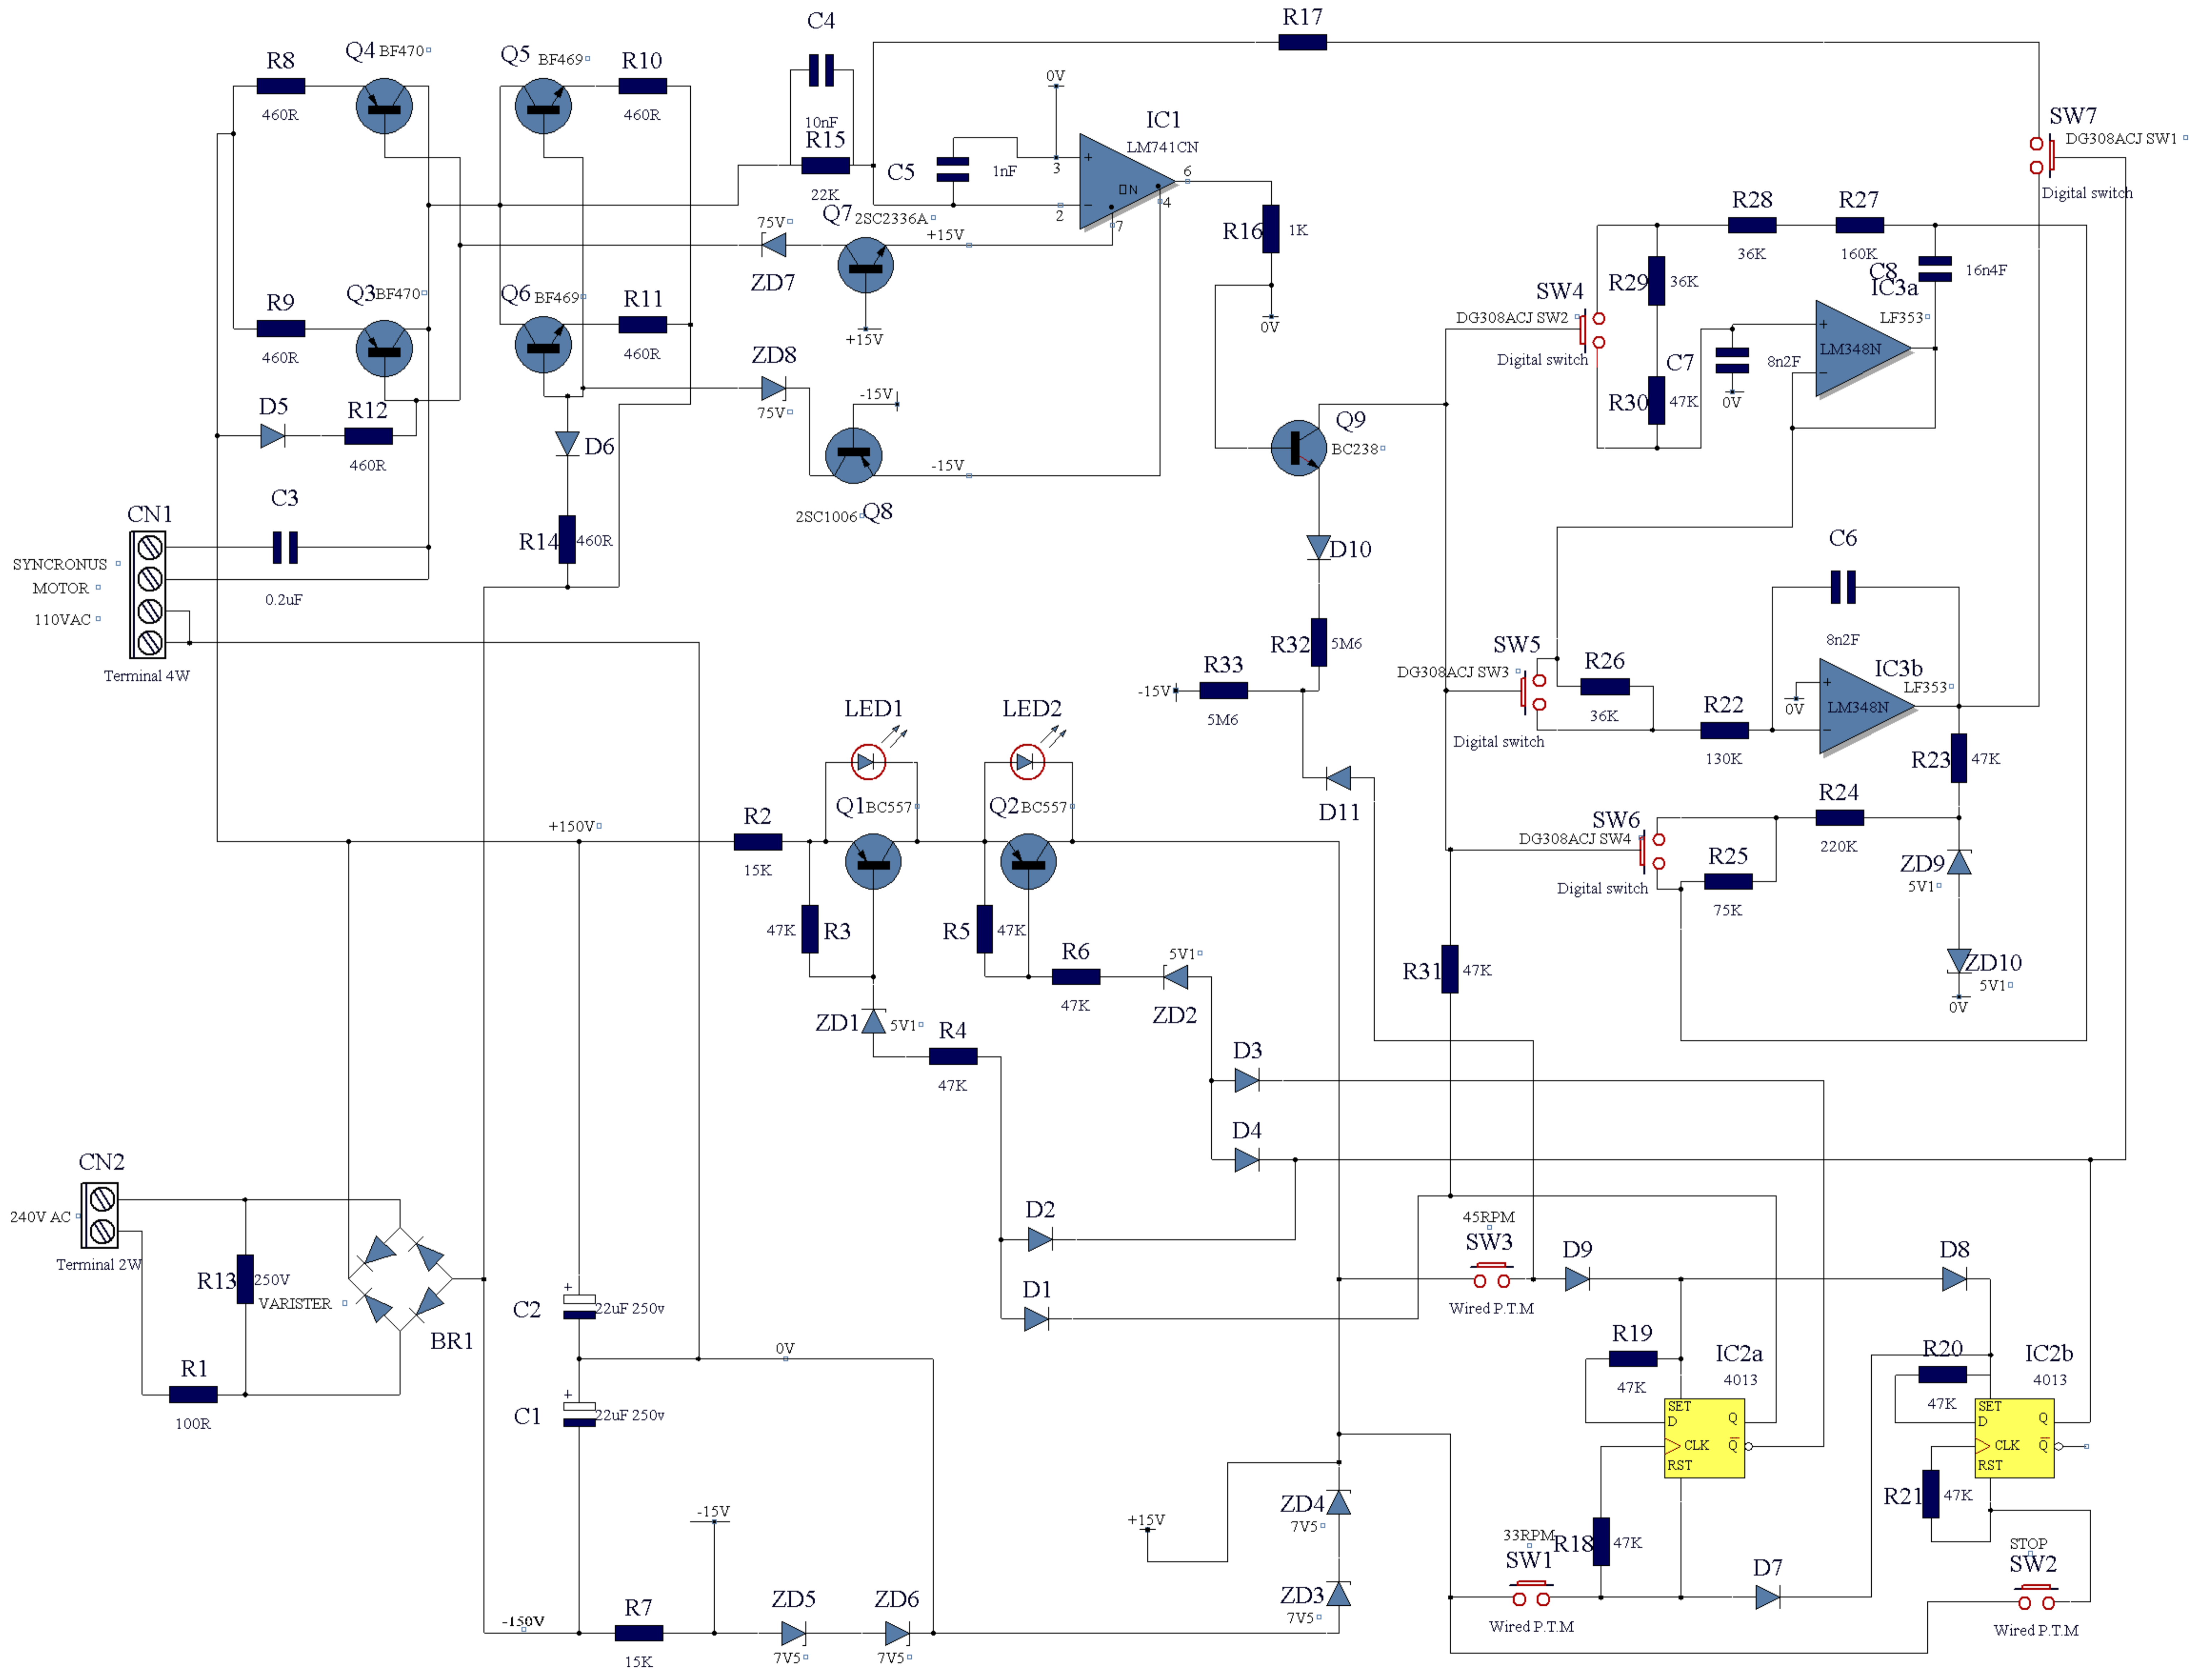 C4
R17
R8
Q4 BF470
Q5 BF469
R10
460R
460R
0V
10nF
R15
22K
C5
1nF
IC1
LM741CN
+
3
6
N
−
2
4
7
SW7
DG308ACJ SW1
Digital switch
R9
Q3 BF470
Q6 BF469
R11
460R
460R
75V
ZD7
Q7
2SC2336A
+15V
+15V
R16
1K
0V
R28
36K
R27
160K
R29
36K
C8
16n4F
IC3a
LF353
SW4
DG308ACJ SW2
Digital switch
LM348N
+
−
C7
8n2F
0V
R30
47K
ZD8
75V
-15V
-15V
Q9
BC238
D5
R12
460R
D6
2SC1006
Q8
C3
0.2uF
CN1
SYNCRONUS
MOTOR
110VAC
Terminal 4W
R14
460R
D10
R32
5M6
R33
-15V
5M6
C6
8n2F
SW5
DG308ACJ SW3
Digital switch
R26
36K
R22
130K
IC3b
LF353
LM348N
+
−
0V
R23
47K
LED1
LED2
D11
Q1 BC557
Q2 BC557
+150V
R2
15K
R24
220K
SW6
DG308ACJ SW4
Digital switch
R25
75K
ZD9
5V1
47K
R3
R5
47K
R6
47K
5V1
ZD2
R31
47K
ZD10
5V1
0V
ZD1
5V1
R4
47K
D3
D4
CN2
240V AC
Terminal 2W
D2
45RPM
SW3
Wired P.T.M
D9
D8
R13
250V
VARISTER
BR1
+
C2
22uF 250v
D1
R1
100R
0V
R19
47K
IC2a
4013
R20
47K
IC2b
4013
+
C1
22uF 250v
SET
D
Q
CLK
Q
RST
SET
D
Q
CLK
Q
RST
R21
47K
-15V
+15V
ZD4
7V5
33RPM
SW1
Wired P.T.M
R18
47K
D7
STOP
SW2
Wired P.T.M
-150V
R7
15K
ZD5
7V5
ZD6
7V5
ZD3
7V5